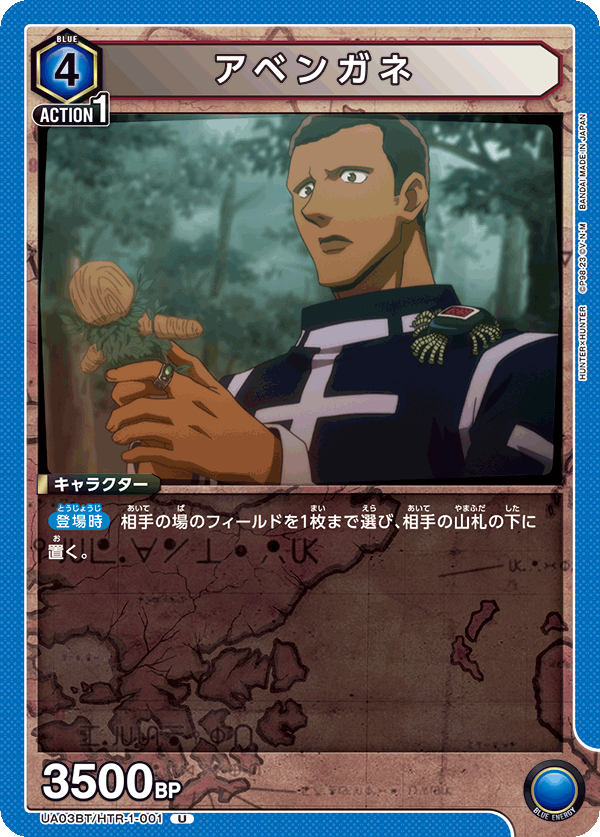 BLUE
4
アベンガネ
ACTION 1
HUNTER×HUNTER ©P98-23 ©V・N・M BANDAI MADE IN JAPAN
キャラクター
登場時 相手の場のフィールドを1枚まで選び、相手の山札の下に
置く。
3500BP
BLUE ENERGY
UA03BT/HTR-1-001 U